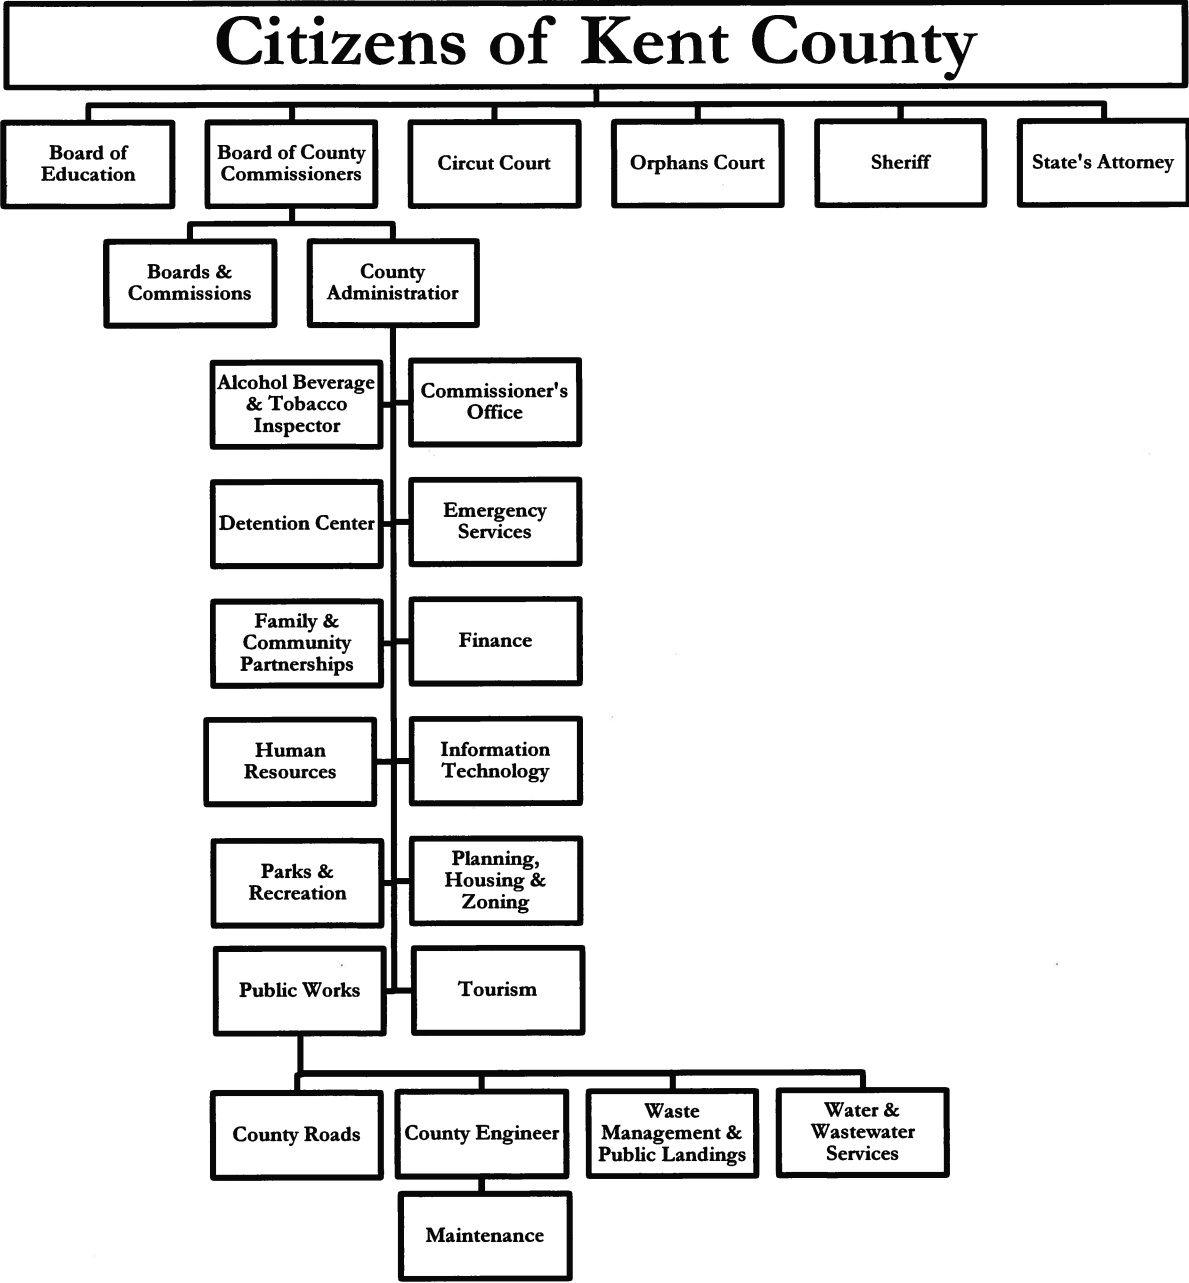 Citizens of Kent County
Board of
Education
Board of County
Commissioners
Circut Court
Orphans Court
Sheriff
State's Attorney
Boards &
Commissions
County
Administratior
Alcohol Beverage
& Tobacco
Inspector
Commissioner's
Office
Detention Center
Emergency
Services
Family &
Community
Partnerships
Finance
Human
Resources
Information
Technology
Parks &
Recreation
Planning,
Housing &
Zoning
Public Works
Tourism
County Roads
County Engineer
Waste
Management &
Public Landings
Water &
Wastewater
Services
Maintenance